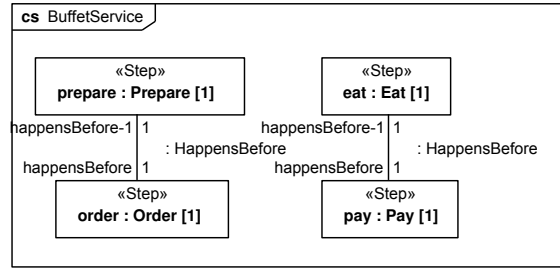 cs BuffetService
«Step»
prepare : Prepare [1]
«Step»
eat : Eat [1]
happensBefore-1 1
: HappensBefore
happensBefore 1
happensBefore-1 1
: HappensBefore
happensBefore 1
«Step»
order : Order [1]
«Step»
pay : Pay [1]